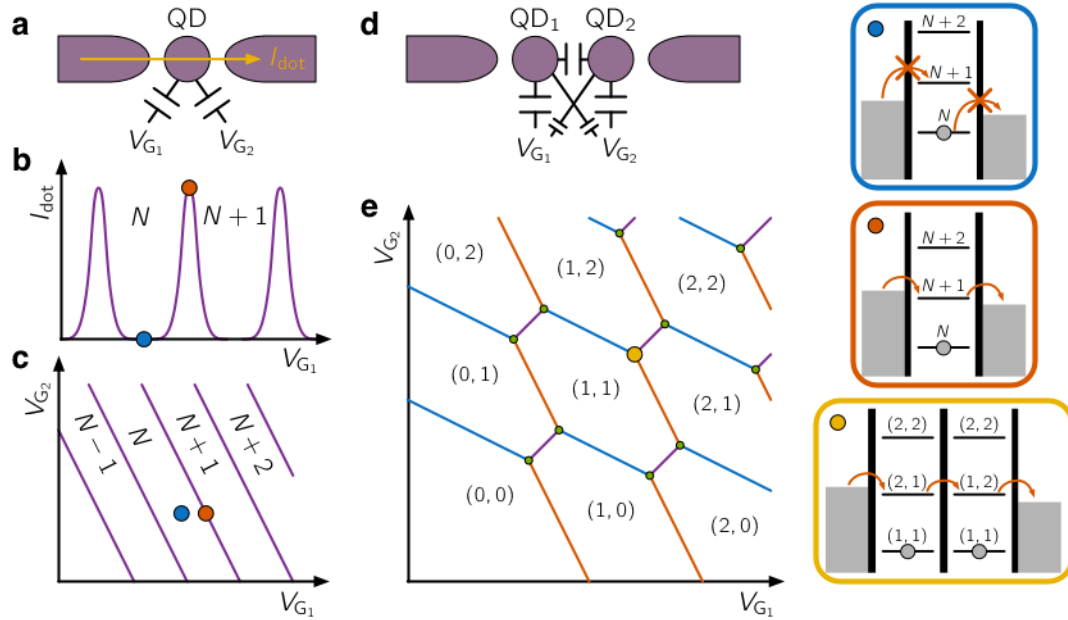 a
QD
I_dot
V_G1
V_G2
b
I_dot
N
N + 1
V_G1
c
V_G2
N − 1
N
N + 1
N + 2
V_G1
d
QD₁
QD₂
V_G1
V_G2
e
V_G2
(0, 2)
(1, 2)
(2, 2)
(0, 1)
(1, 1)
(2, 1)
(0, 0)
(1, 0)
(2, 0)
V_G1
N + 2
N + 1
N
N + 2
N + 1
N
(2, 2)
(2, 2)
(2, 1)
(1, 2)
(1, 1)
(1, 1)